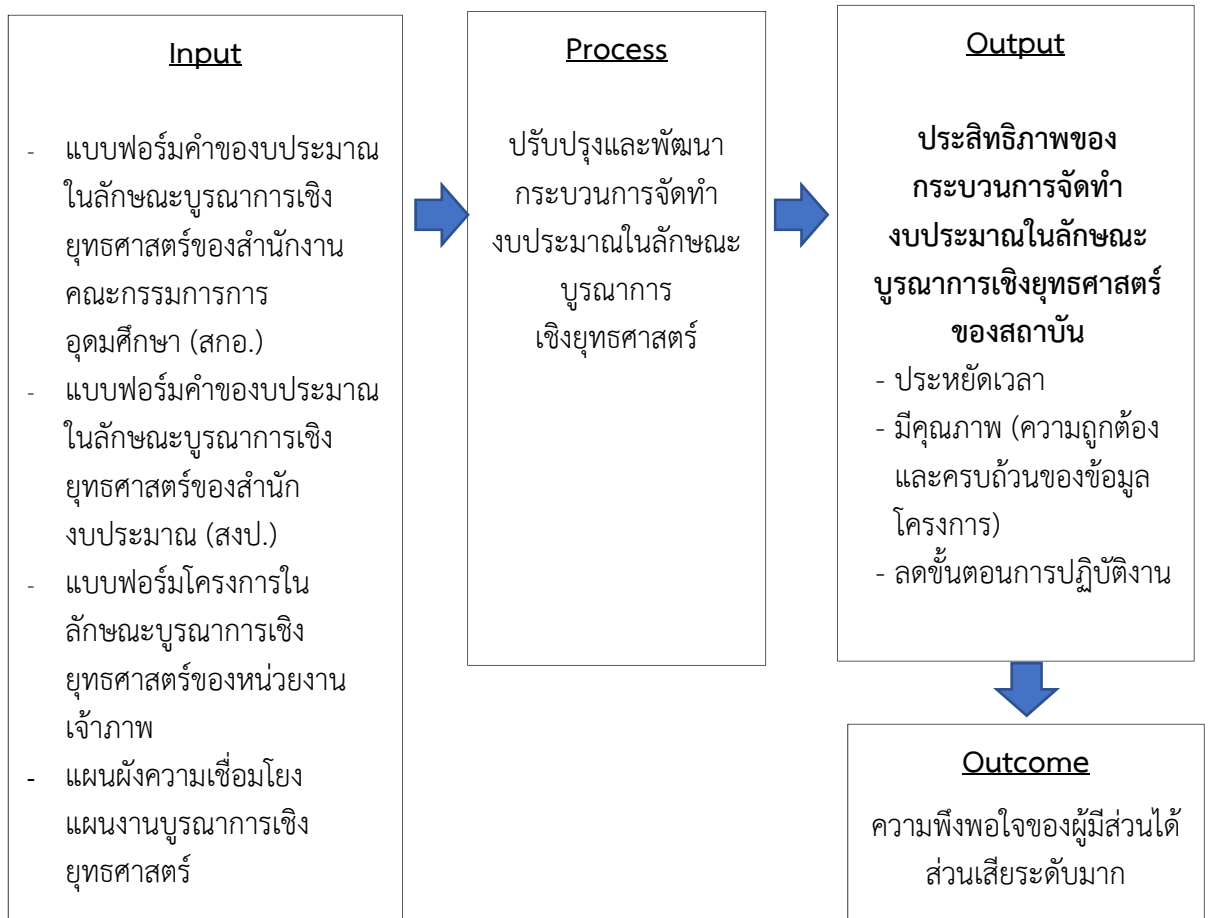 Input
- แบบฟอร์มคำของบประมาณ
ในลักษณะบูรณาการเชิง
ยุทธศาสตร์ของสำนักงาน
คณะกรรมการการ
อุดมศึกษา (สกอ.)
- แบบฟอร์มคำของบประมาณ
ในลักษณะบูรณาการเชิง
ยุทธศาสตร์ของสำนัก
งบประมาณ (สงป.)
- แบบฟอร์มโครงการใน
ลักษณะบูรณาการเชิง
ยุทธศาสตร์ของหน่วยงาน
เจ้าภาพ
- แผนผังความเชื่อมโยง
แผนงานบูรณาการเชิง
ยุทธศาสตร์
Process
ปรับปรุงและพัฒนา
กระบวนการจัดทำ
งบประมาณในลักษณะ
บูรณาการ
เชิงยุทธศาสตร์
Output
ประสิทธิภาพของ
กระบวนการจัดทำ
งบประมาณในลักษณะ
บูรณาการเชิงยุทธศาสตร์
ของสถาบัน
- ประหยัดเวลา
- มีคุณภาพ (ความถูกต้อง
และครบถ้วนของข้อมูล
โครงการ)
- ลดขั้นตอนการปฏิบัติงาน
Outcome
ความพึงพอใจของผู้มีส่วนได้
ส่วนเสียระดับมาก